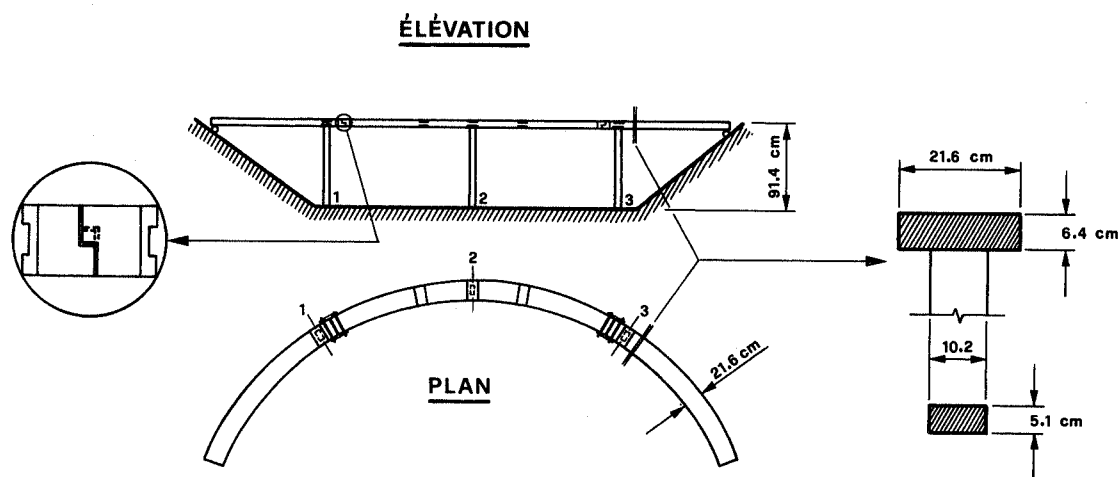 ÉLÉVATION
1
2
3
91.4 cm
21.6 cm
6.4 cm
10.2
5.1 cm
1
2
3
21.6 cm
PLAN